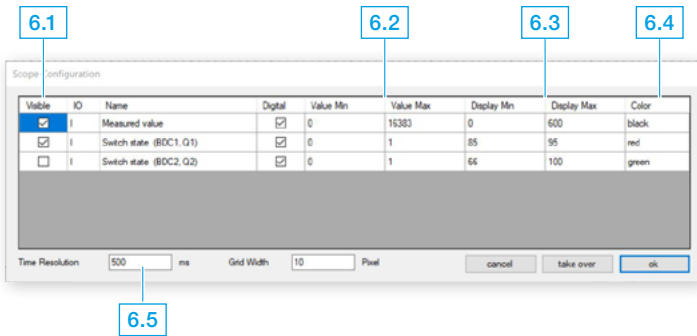 6.1 6.2 6.3 6.4
Scope Configuration
Visible IO Name Digital Value Min Value Max Display Min Display Max Color
I Measured value 0 16383 0 600 black
I Switch state (BDC1, Q1) 0 1 85 95 red
I Switch state (BDC2, Q2) 0 1 66 100 green
Time Resolution 500 ms Grid Width 10 Pixel cancel take over ok
6.5